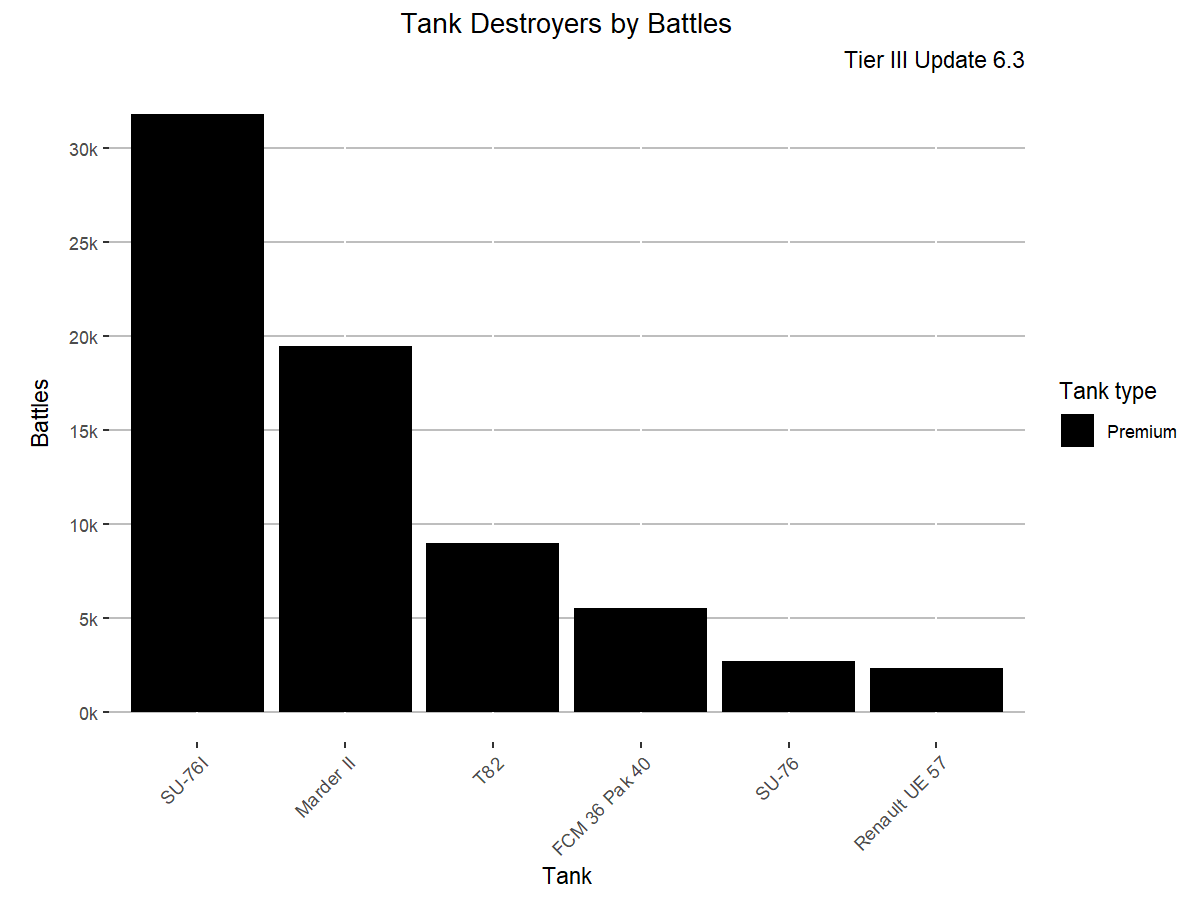 Tank Destroyers by Battles
Tier III Update 6.3
Battles
30k
25k
20k
15k
10k
5k
0k
SU-76I
Marder II
T82
FCM 36 Pak 40
SU-76
Renault UE 57
Tank
Tank type
Premium